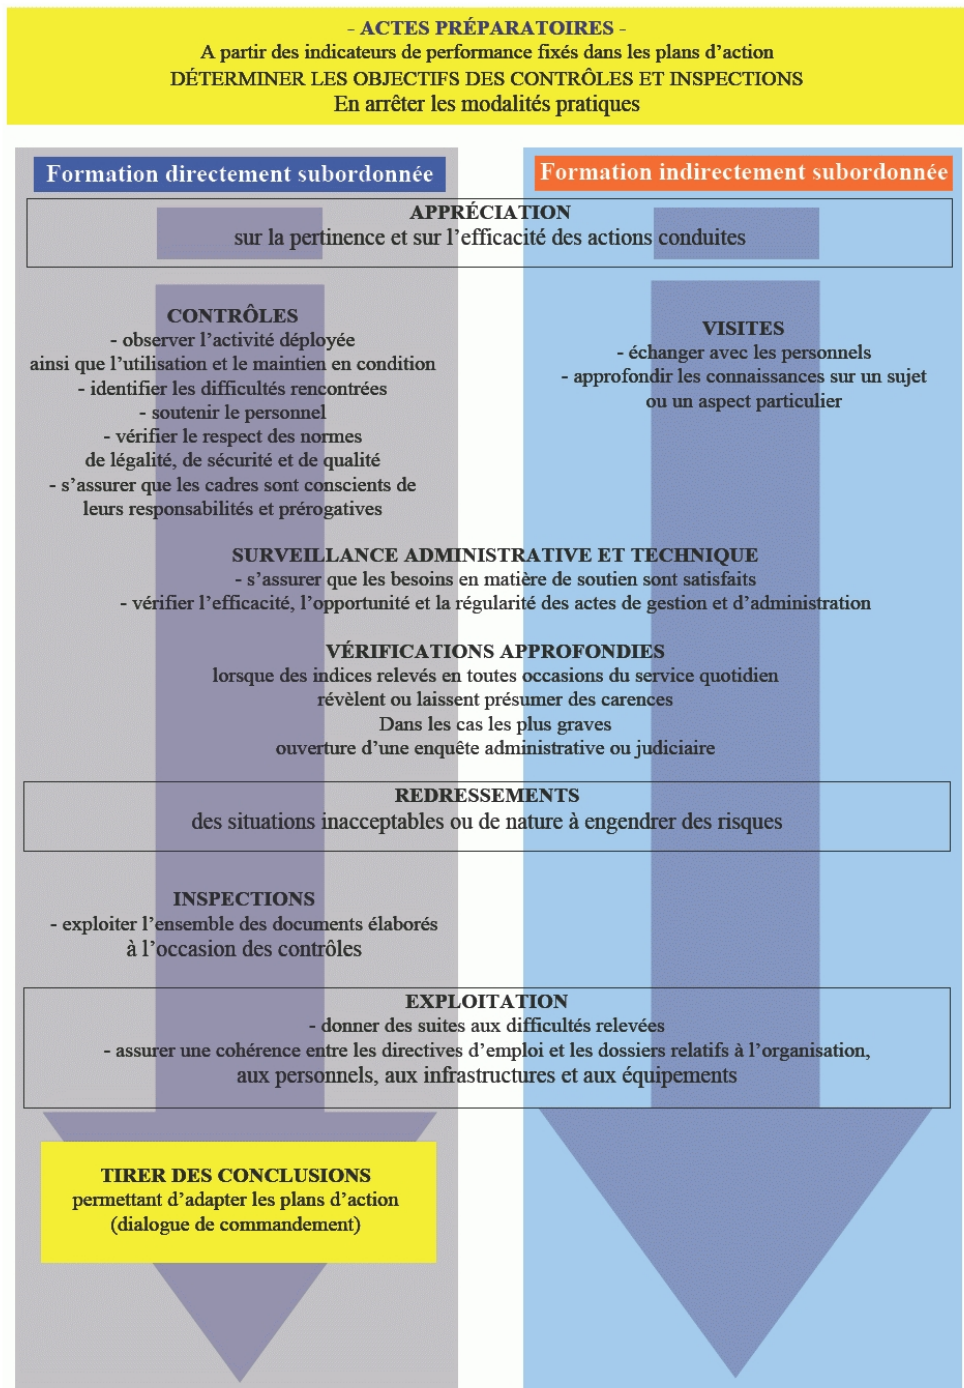 - ACTES PRÉPARATOIRES -
A partir des indicateurs de performance fixés dans les plans d’action
DÉTERMINER LES OBJECTIFS DES CONTRÔLES ET INSPECTIONS
En arrêter les modalités pratiques
Formation directement subordonnée
Formation indirectement subordonnée
APPRÉCIATION
sur la pertinence et sur l’efficacité des actions conduites
CONTRÔLES
- observer l’activité déployée
ainsi que l’utilisation et le maintien en condition
- identifier les difficultés rencontrées
- soutenir le personnel
- vérifier le respect des normes
de légalité, de sécurité et de qualité
- s’assurer que les cadres sont conscients de
leurs responsabilités et prérogatives
VISITES
- échanger avec les personnels
- approfondir les connaissances sur un sujet
ou un aspect particulier
SURVEILLANCE ADMINISTRATIVE ET TECHNIQUE
- s’assurer que les besoins en matière de soutien sont satisfaits
- vérifier l’efficacité, l’opportunité et la régularité des actes de gestion et d’administration
VÉRIFICATIONS APPROFONDIES
lorsque des indices relevés en toutes occasions du service quotidien
révèlent ou laissent présumer des carences
Dans les cas les plus graves
ouverture d’une enquête administrative ou judiciaire
REDRESSEMENTS
des situations inacceptables ou de nature à engendrer des risques
INSPECTIONS
- exploiter l’ensemble des documents élaborés
à l’occasion des contrôles
EXPLOITATION
- donner des suites aux difficultés relevées
- assurer une cohérence entre les directives d’emploi et les dossiers relatifs à l’organisation,
aux personnels, aux infrastructures et aux équipements
TIRER DES CONCLUSIONS
permettant d’adapter les plans d’action
(dialogue de commandement)